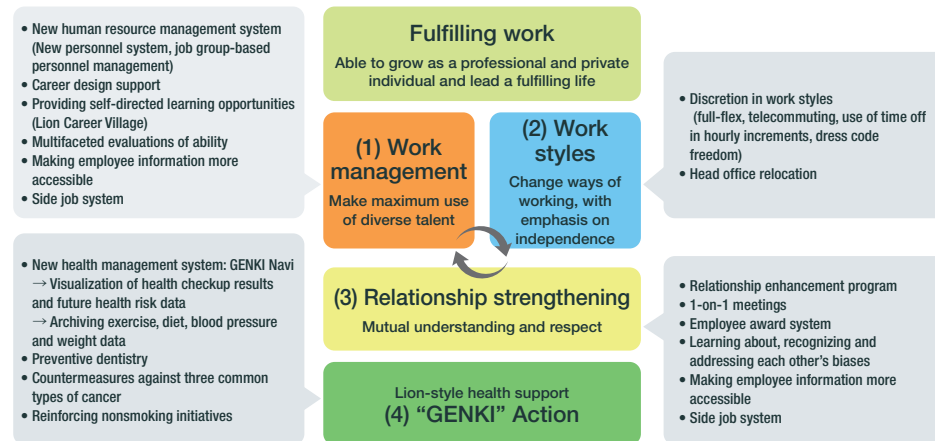 • New human resource management system
(New personnel system, job group-based
personnel management)
• Career design support
• Providing self-directed learning opportunities
(Lion Career Village)
• Multifaceted evaluations of ability
• Making employee information more
accessible
• Side job system
Fulfilling work
Able to grow as a professional and private
individual and lead a fulfilling life
(1) Work
management
Make maximum use
of diverse talent
(2) Work
styles
Change ways of
working, with
emphasis on
independence
• Discretion in work styles
(full-flex, telecommuting, use of time off
in hourly increments, dress code
freedom)
• Head office relocation
• New health management system: GENKI Navi
→ Visualization of health checkup results
and future health risk data
→ Archiving exercise, diet, blood pressure
and weight data
• Preventive dentistry
• Countermeasures against three common
types of cancer
• Reinforcing nonsmoking initiatives
(3) Relationship strengthening
Mutual understanding and respect
Lion-style health support
(4) “GENKI” Action
• Relationship enhancement program
• 1-on-1 meetings
• Employee award system
• Learning about, recognizing and
addressing each other’s biases
• Making employee information more
accessible
• Side job system